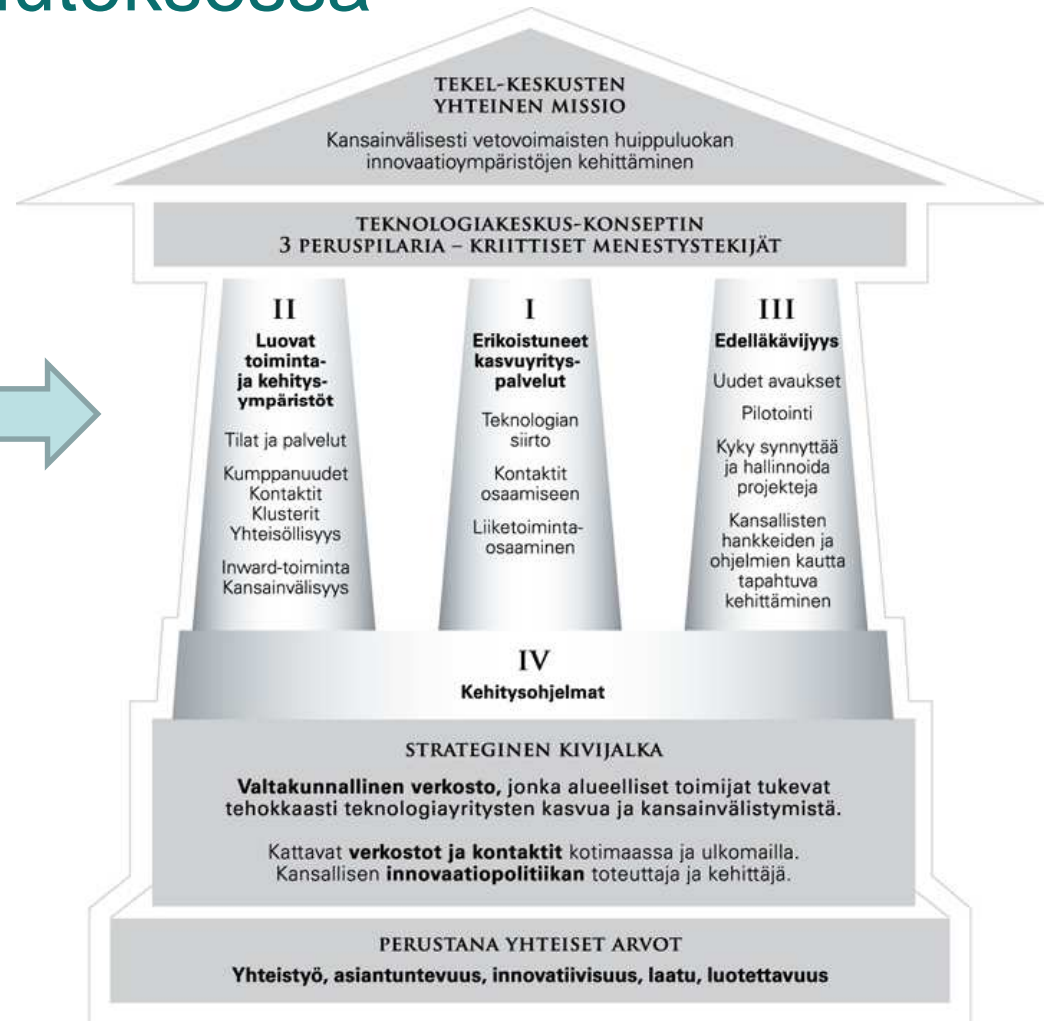 TEKEL-KESKUSTEN
YHTEINEN MISSIO
Kansainvälisesti vetovoimaisten huippuluokan
innovaatioympäristöjen kehittäminen
TEKNOLOGIAKESKUS-KONSEPTIN
3 PERUSPILARIA – KRIITTISET MENESTYSTEKIJÄT
II
Luovat
toiminta-
ja kehitys-
ympäristöt
Tilat ja palvelut
Kumppanuudet
Kontaktit
Klusterit
Yhteisöllisyys
Inward-toiminta
Kansainvälisyys
I
Erikoistuneet
kasvuyritys-
palvelut
Teknologian
siirto
Kontaktit
osaamiseen
Liiketoiminta-
osaaminen
III
Edelläkävijyys
Uudet avaukset
Pilotointi
Kyky synnyttää
ja hallinnoida
projekteja
Kansallisten
hankkeiden ja
ohjelmien kautta
tapahtuva
kehittäminen
IV
Kehitysohjelmat
STRATEGINEN KIVIJALKA
Valtakunnallinen verkosto, jonka alueelliset toimijat tukevat
tehokkaasti teknologiayritysten kasvua ja kansainvälistymistä.
Kattavat verkostot ja kontaktit kotimaassa ja ulkomailla.
Kansallisen innovaatiopolitiikan toteuttaja ja kehittäjä.
PERUSTANA YHTEISET ARVOT
Yhteistyö, asiantuntevuus, innovatiivisuus, laatu, luotettavuus